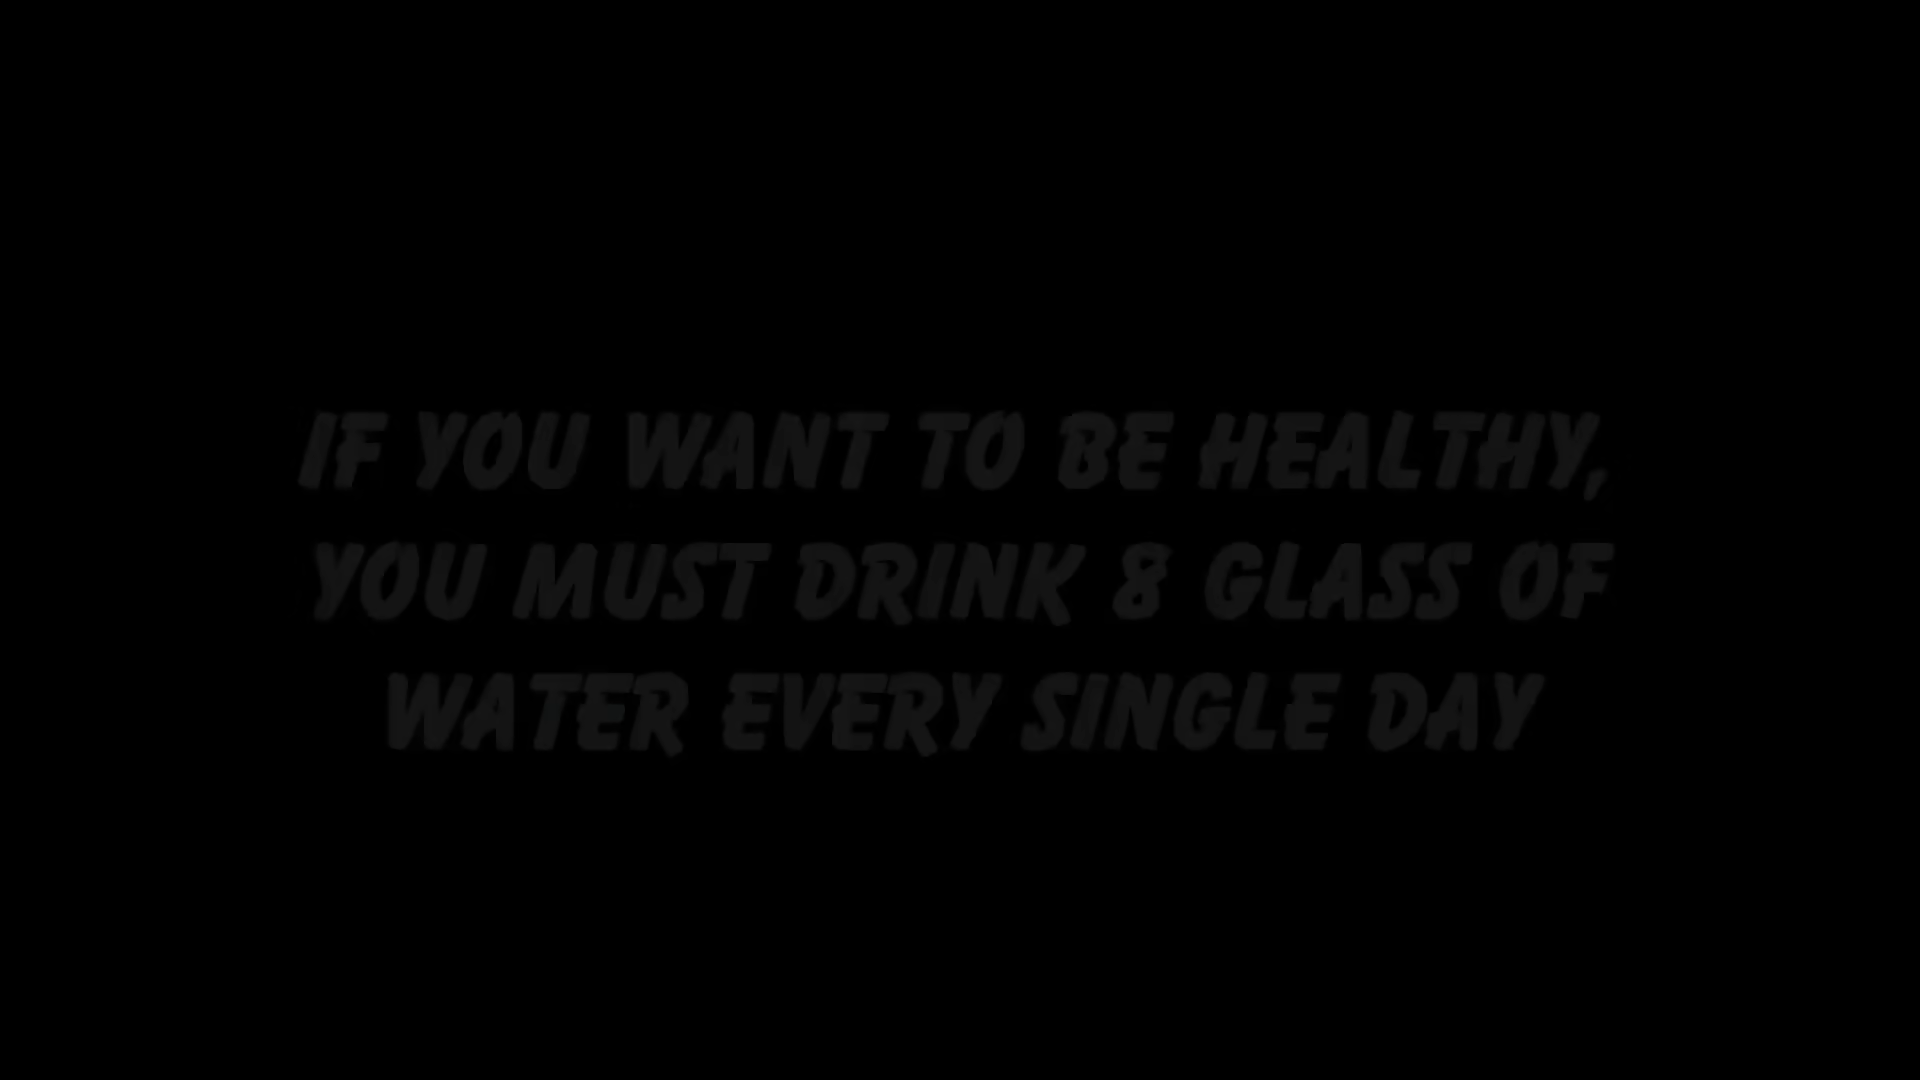 IF YOU WANT TO BE HEALTHY,
YOU MUST DRINK 8 GLASS OF
WATER EVERY SINGLE DAY